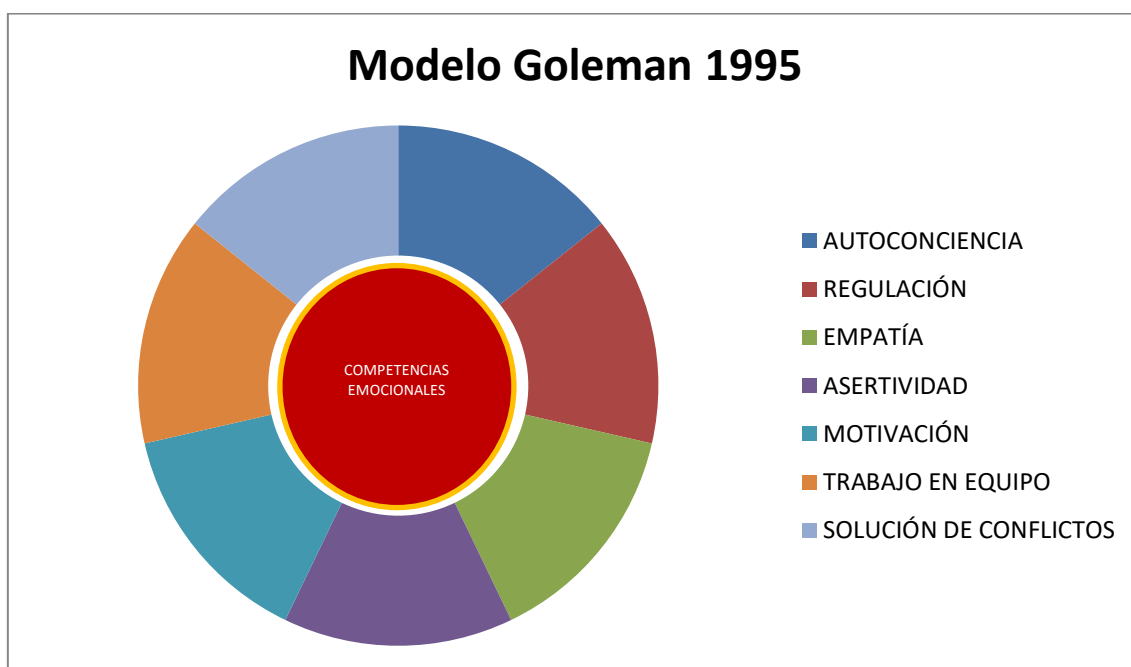 Modelo Goleman 1995
COMPETENCIAS
EMOCIONALES
AUTOCONCIENCIA
REGULACIÓN
EMPATÍA
ASERTIVIDAD
MOTIVACIÓN
TRABAJO EN EQUIPO
SOLUCIÓN DE CONFLICTOS